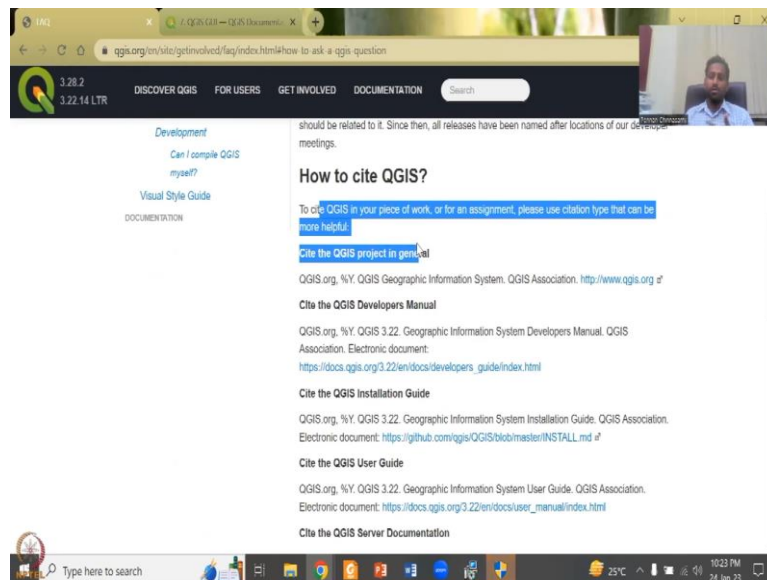 FAQ
7. QGIS GUI — QGIS Documenta
qgis.org/en/site/getinvolved/faq/index.html#how-to-ask-a-qgis-question
3.28.2
3.22.14 LTR
DISCOVER QGIS FOR USERS GET INVOLVED DOCUMENTATION
Search
Pennan Chinnasamy
Development
Can I compile QGIS
myself?
Visual Style Guide
DOCUMENTATION
should be related to it. Since then, all releases have been named after locations of our developer
meetings.
How to cite QGIS?
To cite QGIS in your piece of work, or for an assignment, please use citation type that can be
more helpful:
Cite the QGIS project in general
QGIS.org, %Y. QGIS Geographic Information System. QGIS Association. http://www.qgis.org
Cite the QGIS Developers Manual
QGIS.org, %Y. QGIS 3.22. Geographic Information System Developers Manual. QGIS
Association. Electronic document:
https://docs.qgis.org/3.22/en/docs/developers_guide/index.html
Cite the QGIS Installation Guide
QGIS.org, %Y. QGIS 3.22. Geographic Information System Installation Guide. QGIS Association.
Electronic document: https://github.com/qgis/QGIS/blob/master/INSTALL.md
Cite the QGIS User Guide
QGIS.org, %Y. QGIS 3.22. Geographic Information System User Guide. QGIS Association.
Electronic document: https://docs.qgis.org/3.22/en/docs/user_manual/index.html
Cite the QGIS Server Documentation
NPTEL
Type here to search
25°C
10:23 PM
24-Jan-23